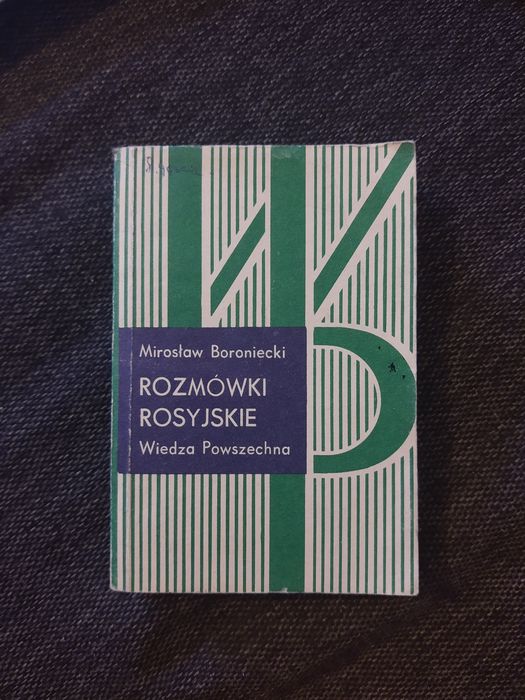 Mirosław Boroniecki
ROZMÓWKI
ROSYJSKIE
Wiedza Powszechna